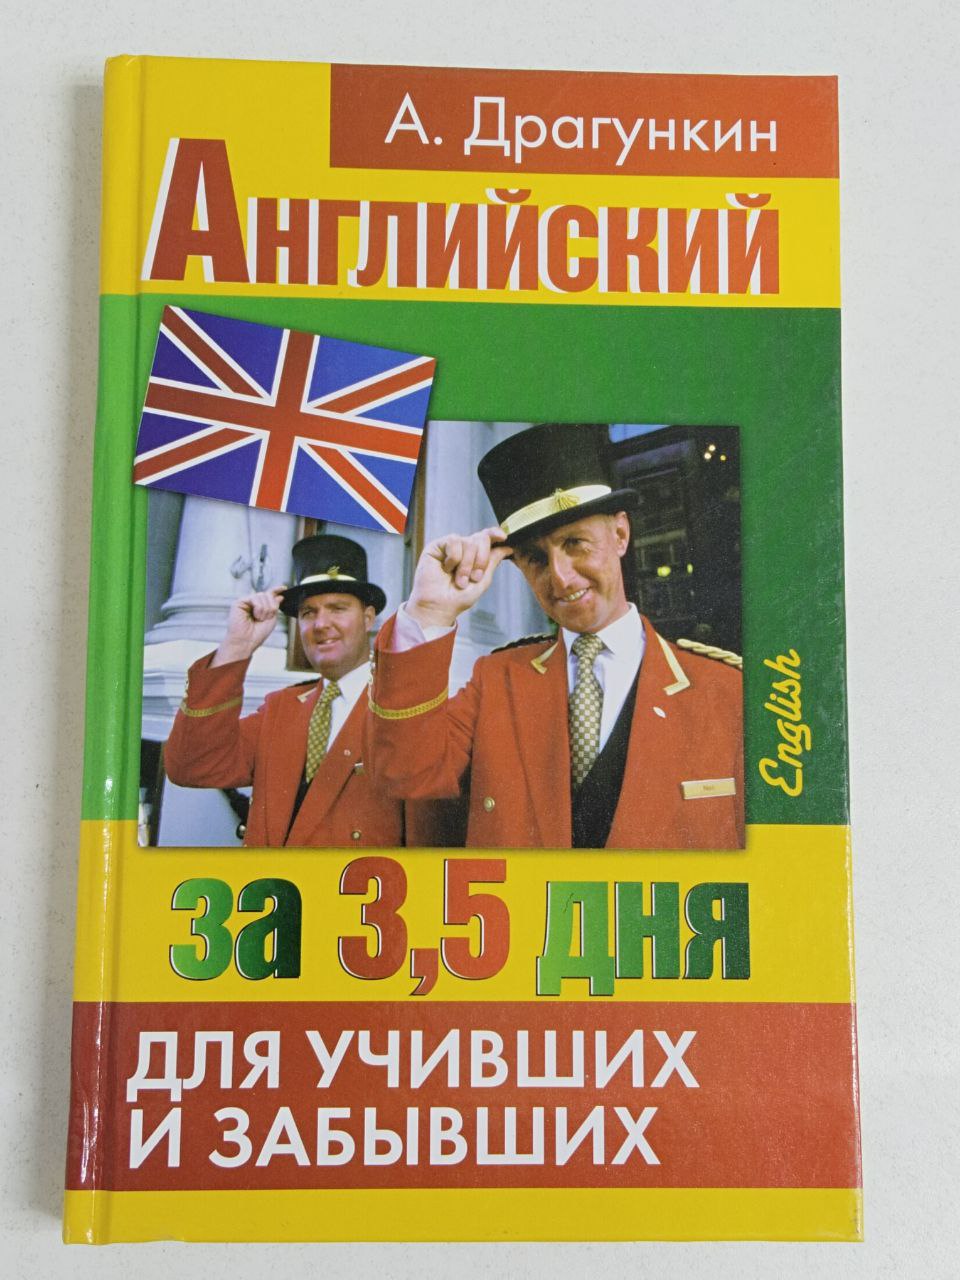 А. Драгункин
Английский
English
за 3,5 дня
ДЛЯ УЧИВШИХ
И ЗАБЫВШИХ